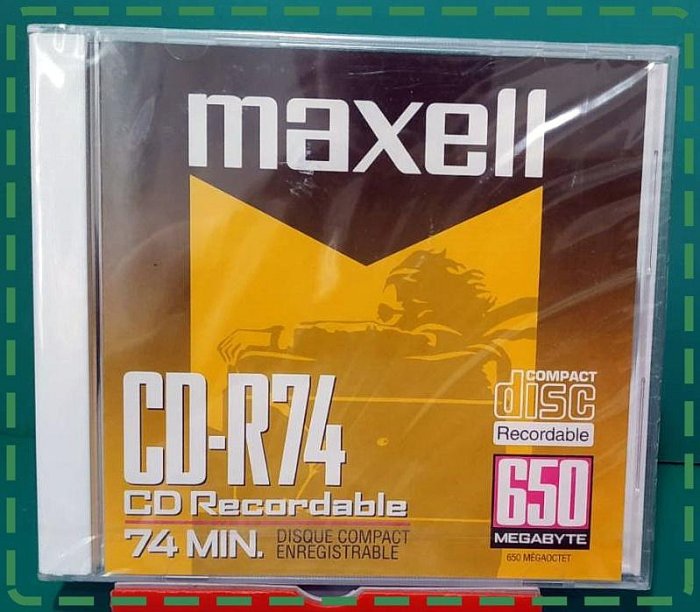 maxell
CD-R74
CD Recordable
74 MIN.
DISQUE COMPACT
ENREGISTRABLE
COMPACT
disc
Recordable
650
MEGABYTE
650 MÉGAOCTET